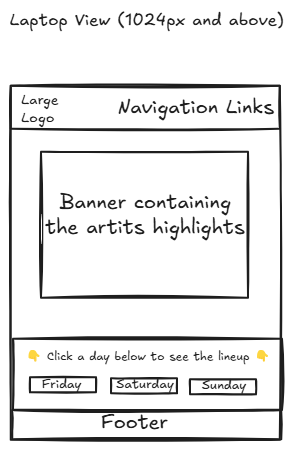 Laptop View (1024px and above)
Large Navigation Links
Logo
Banner containing
the artits highlights
👇 Click a day below to see the lineup 👇
Friday Saturday Sunday
Footer